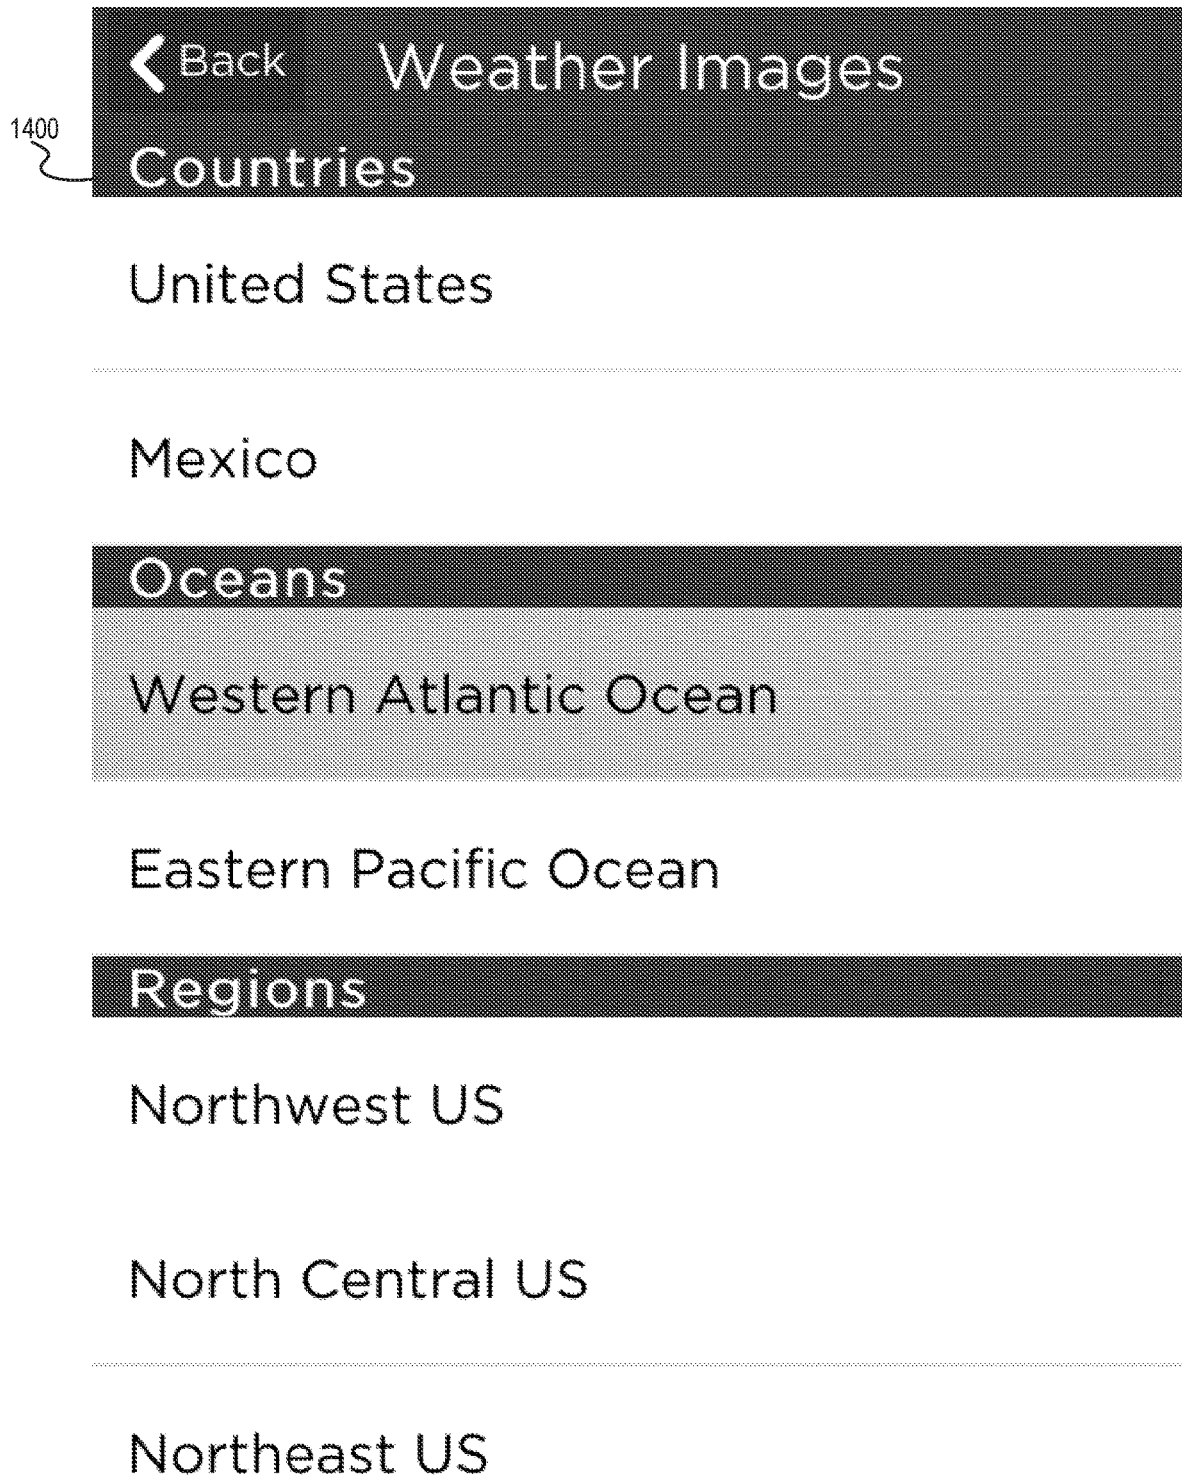 Back Weather Images
1400
Countries
United States
Mexico
Oceans
Western Atlantic Ocean
Eastern Pacific Ocean
Regions
Northwest US
North Central US
Northeast US